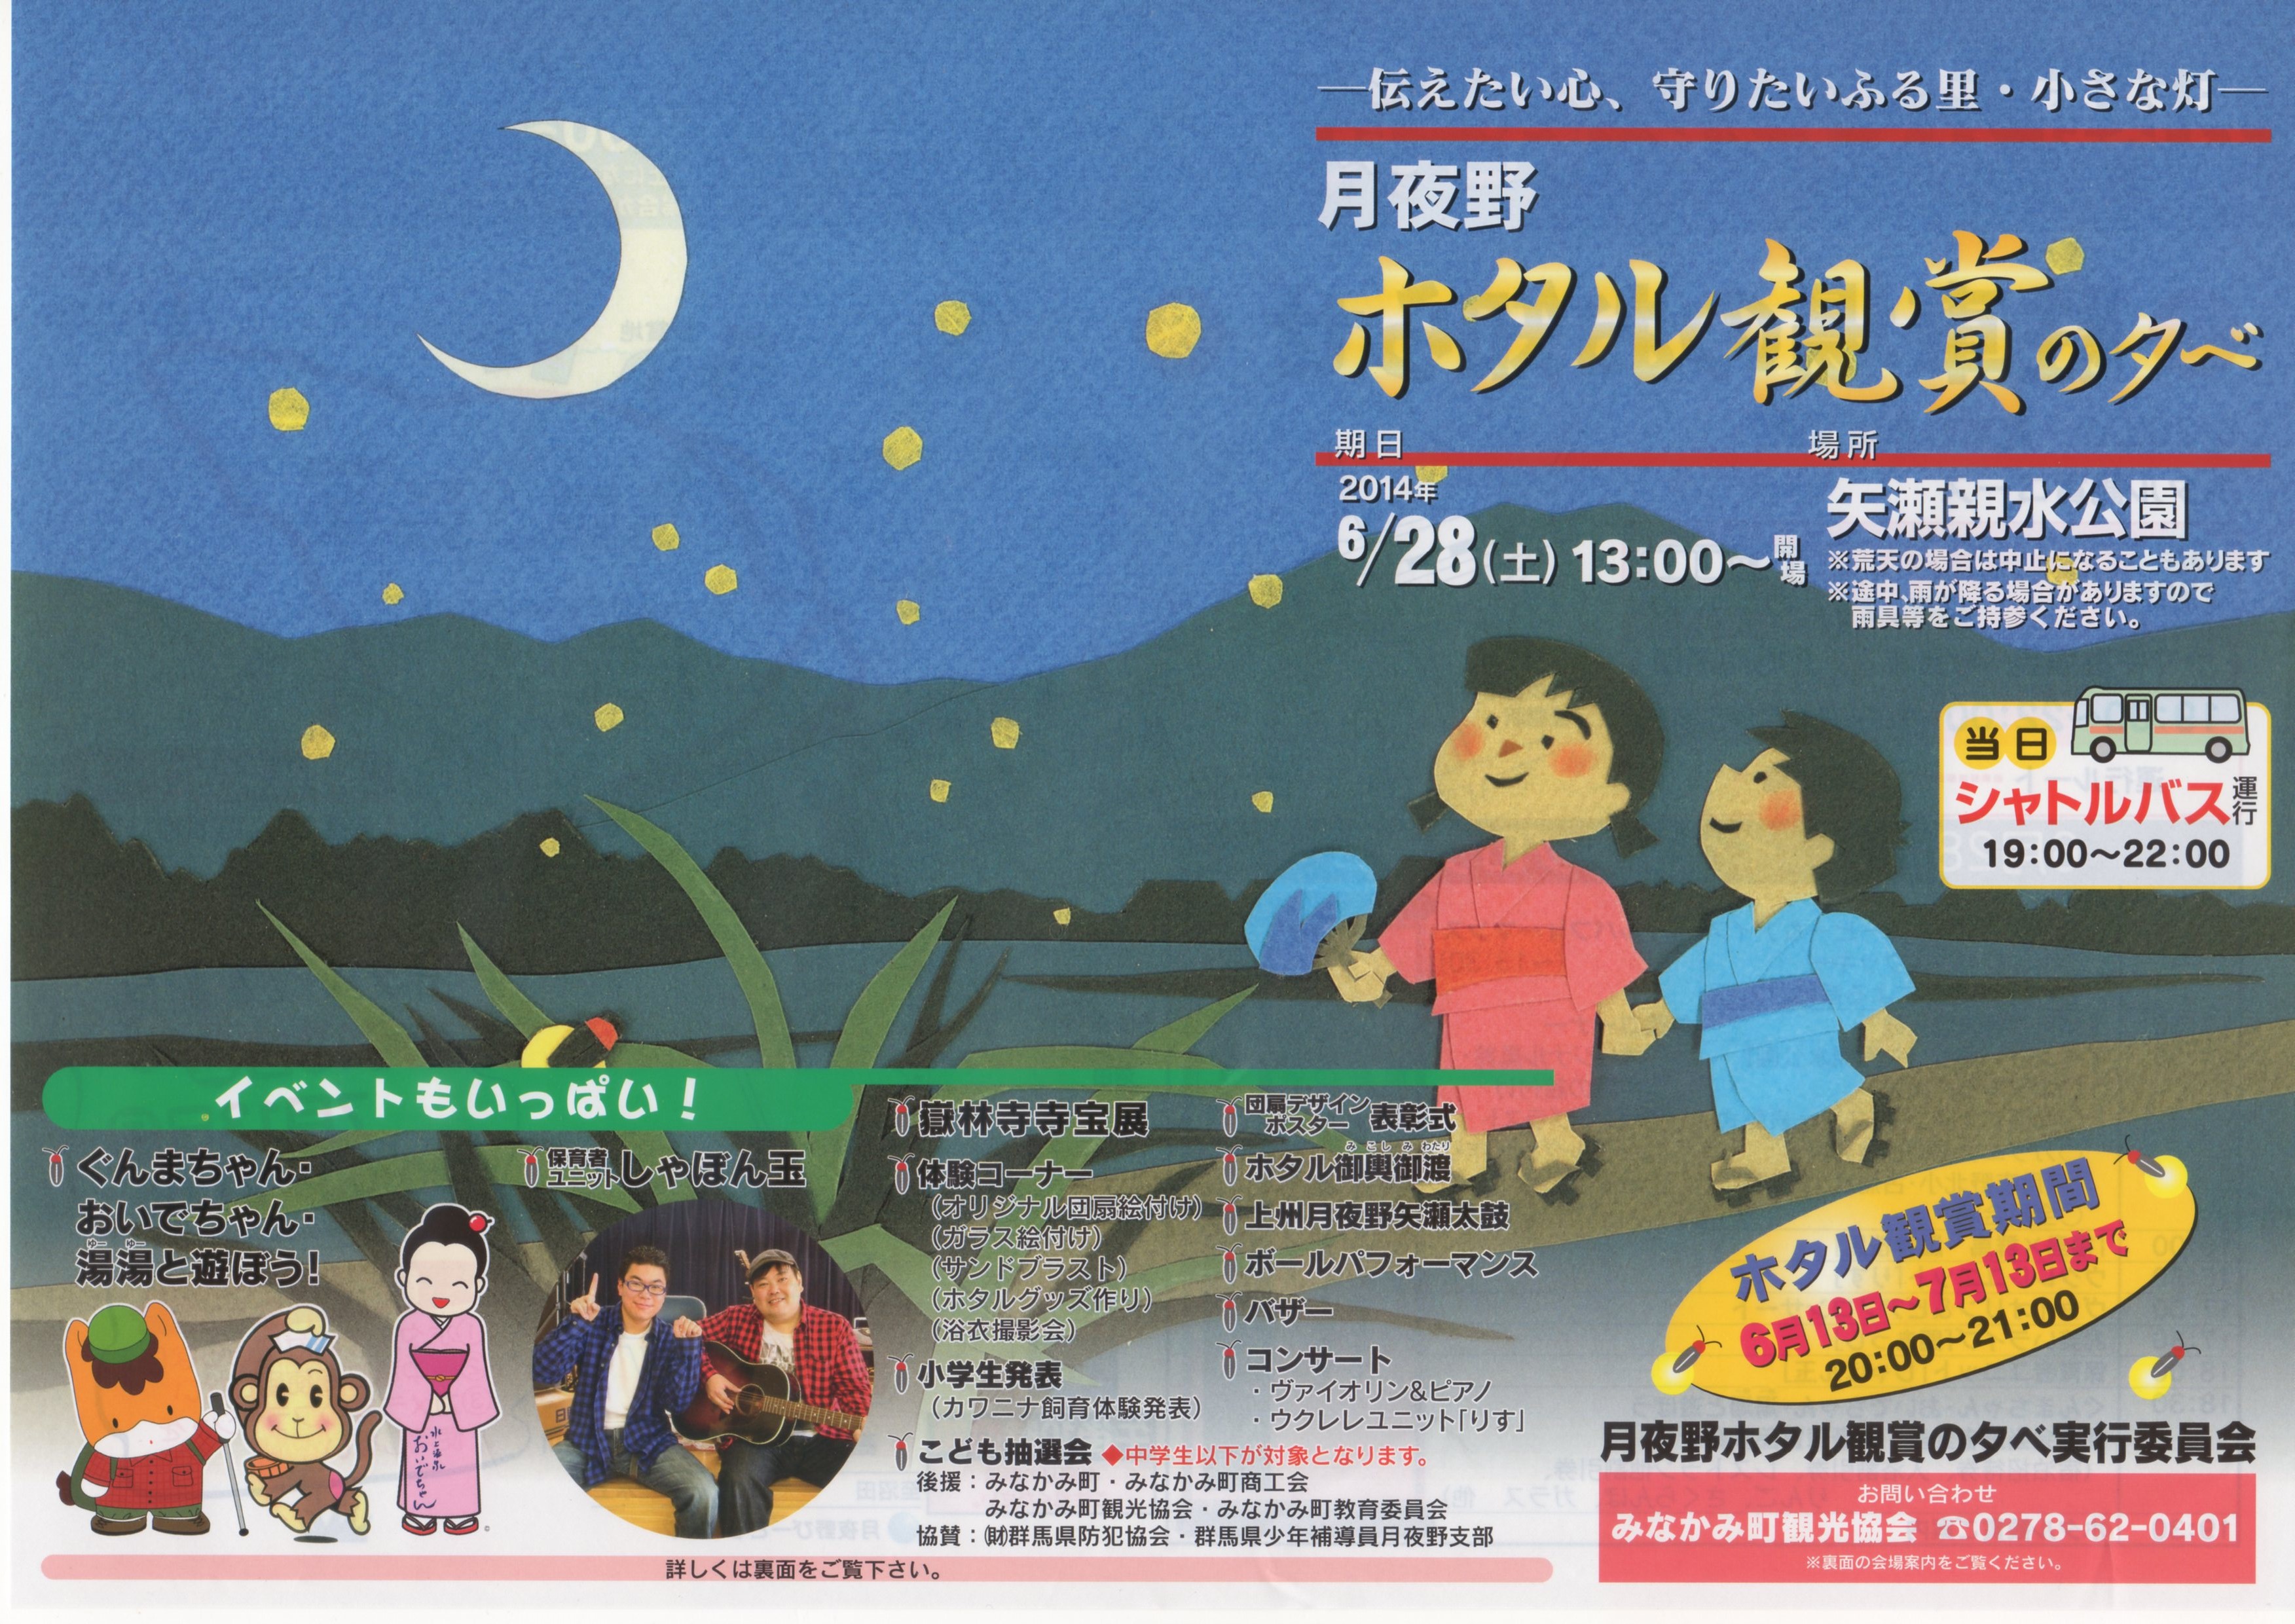 ―伝えたい心、守りたいふる里・小さな灯―
月夜野
ホタル観賞の夕べ
期日
2014年
6/28(土) 13:00～開場
場所
矢瀬親水公園
※荒天の場合は中止になることもあります
※途中、雨が降る場合がありますので
雨具等をご持参ください。
当日
シャトルバス運行
19:00～22:00
イベントもいっぱい！
ぐんまちゃん・
おいでちゃん・
ゆー ゆー
湯湯と遊ぼう！
水上温泉
おいでちゃん
保育者ユニット しゃぼん玉
嶽林寺寺宝展
体験コーナー
（オリジナル団扇絵付け）
（ガラス絵付け）
（サンドブラスト）
（ホタルグッズ作り）
（浴衣撮影会）
小学生発表
（カワニナ飼育体験発表）
こども抽選会 ◆中学生以下が対象となります。
団扇デザインポスター 表彰式
みこしみわたり
ホタル御輿御渡
上州月夜野矢瀬太鼓
ボールパフォーマンス
バザー
コンサート
・ヴァイオリン&ピアノ
・ウクレレユニット「りす」
後援：みなかみ町・みなかみ町商工会
みなかみ町観光協会・みなかみ町教育委員会
協賛：㈶群馬県防犯協会・群馬県少年補導員月夜野支部
詳しくは裏面をご覧下さい。
ホタル観賞期間
6月13日～7月13日まで
20:00～21:00
月夜野ホタル観賞の夕べ実行委員会
お問い合わせ
みなかみ町観光協会 ☎0278-62-0401
※裏面の会場案内をご覧ください。